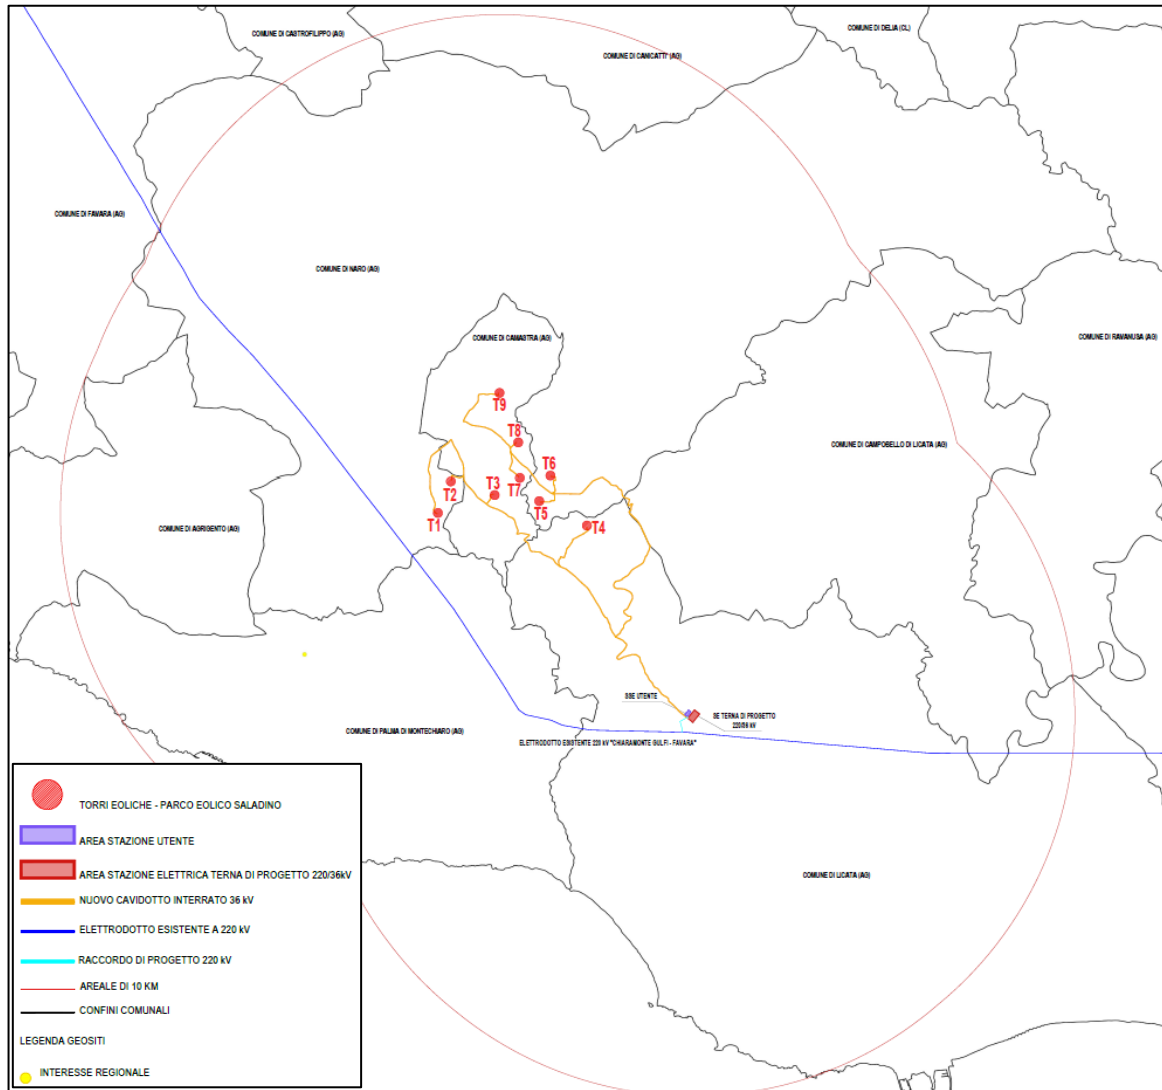 COMUNE DI CASTROFILIPPO (AG)
COMUNE DI DELIA (CL)
COMUNE DI CANICATTI' (AG)
COMUNE DI FAVARA (AG)
COMUNE DI NARO (AG)
COMUNE DI CAMASTRA (AG)
COMUNE DI RAVANUSA (AG)
T9
T8
COMUNE DI CAMPOBELLO DI LICATA (AG)
T6
T7
T2
T3
T5
T1
T4
COMUNE DI AGRIGENTO (AG)
SSE UTENTE
SE TERNA DI PROGETTO
220/36 kV
COMUNE DI PALMA DI MONTECHIARO (AG)
ELETTRODOTTO ESISTENTE 220 kV "CHIARAMONTE GULFI - FAVARA"
COMUNE DI LICATA (AG)
TORRI EOLICHE - PARCO EOLICO SALADINO
AREA STAZIONE UTENTE
AREA STAZIONE ELETTRICA TERNA DI PROGETTO 220/36kV
NUOVO CAVIDOTTO INTERRATO 36 kV
ELETTRODOTTO ESISTENTE A 220 kV
RACCORDO DI PROGETTO 220 kV
AREALE DI 10 KM
CONFINI COMUNALI
LEGENDA GEOSITI
INTERESSE REGIONALE